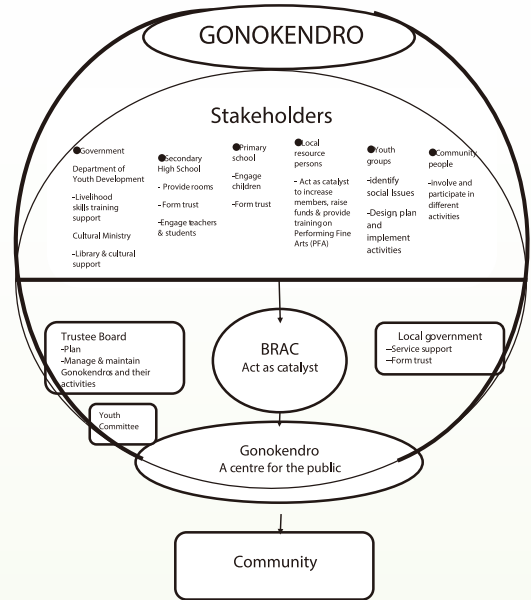 GONOKENDRO
Stakeholders
●Government
Department of
Youth Development
-Livelihood
skills training
support
Cultural Ministry
-Library & cultural
support
●Secondary
High School
- Provide rooms
- Form trust
-Engage teachers
& students
●Primary
school
-Engage
children
-Form trust
●Local
resource
persons
- Act as catalyst
to increase
members, raise
funds & provide
training on
Performing Fine
Arts (PFA)
●Youth
groups
-identify
social Issues
-Design plan and
implement
activities
●Community
people
-Involve and
participate in
different
activities
Trustee Board
-Plan
-Manage & maintain
Gonokendros and their
activities
Youth
Committee
BRAC
Act as catalyst
Local government
-Service support
-Form trust
Gonokendro
A centre for the public
Community